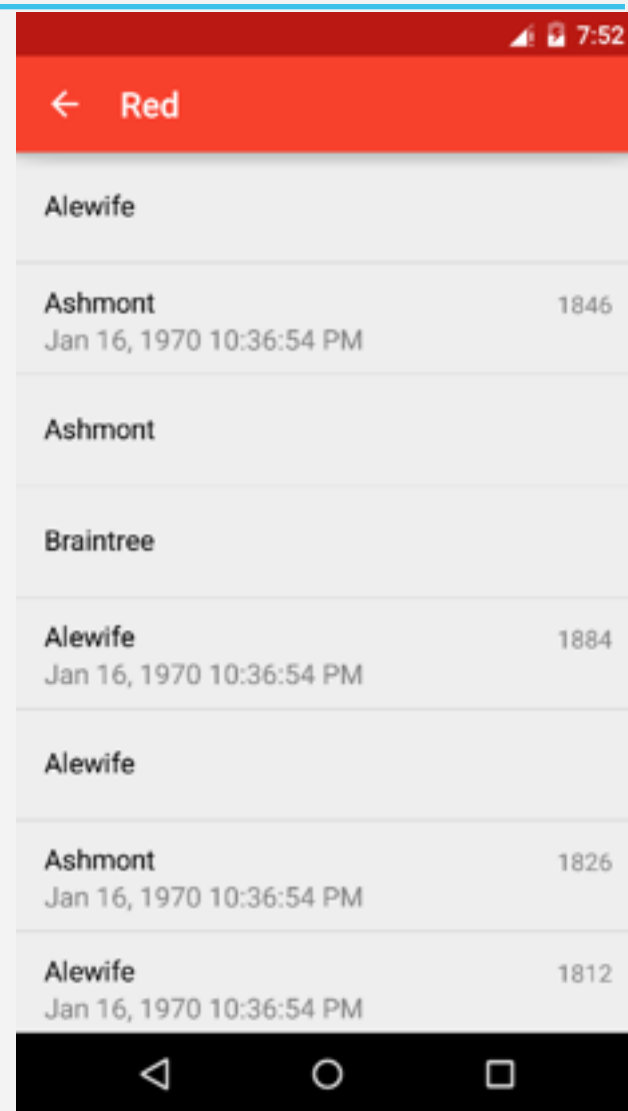 7:52
Red
Alewife
Ashmont 1846
Jan 16, 1970 10:36:54 PM
Ashmont
Braintree
Alewife 1884
Jan 16, 1970 10:36:54 PM
Alewife
Ashmont 1826
Jan 16, 1970 10:36:54 PM
Alewife 1812
Jan 16, 1970 10:36:54 PM